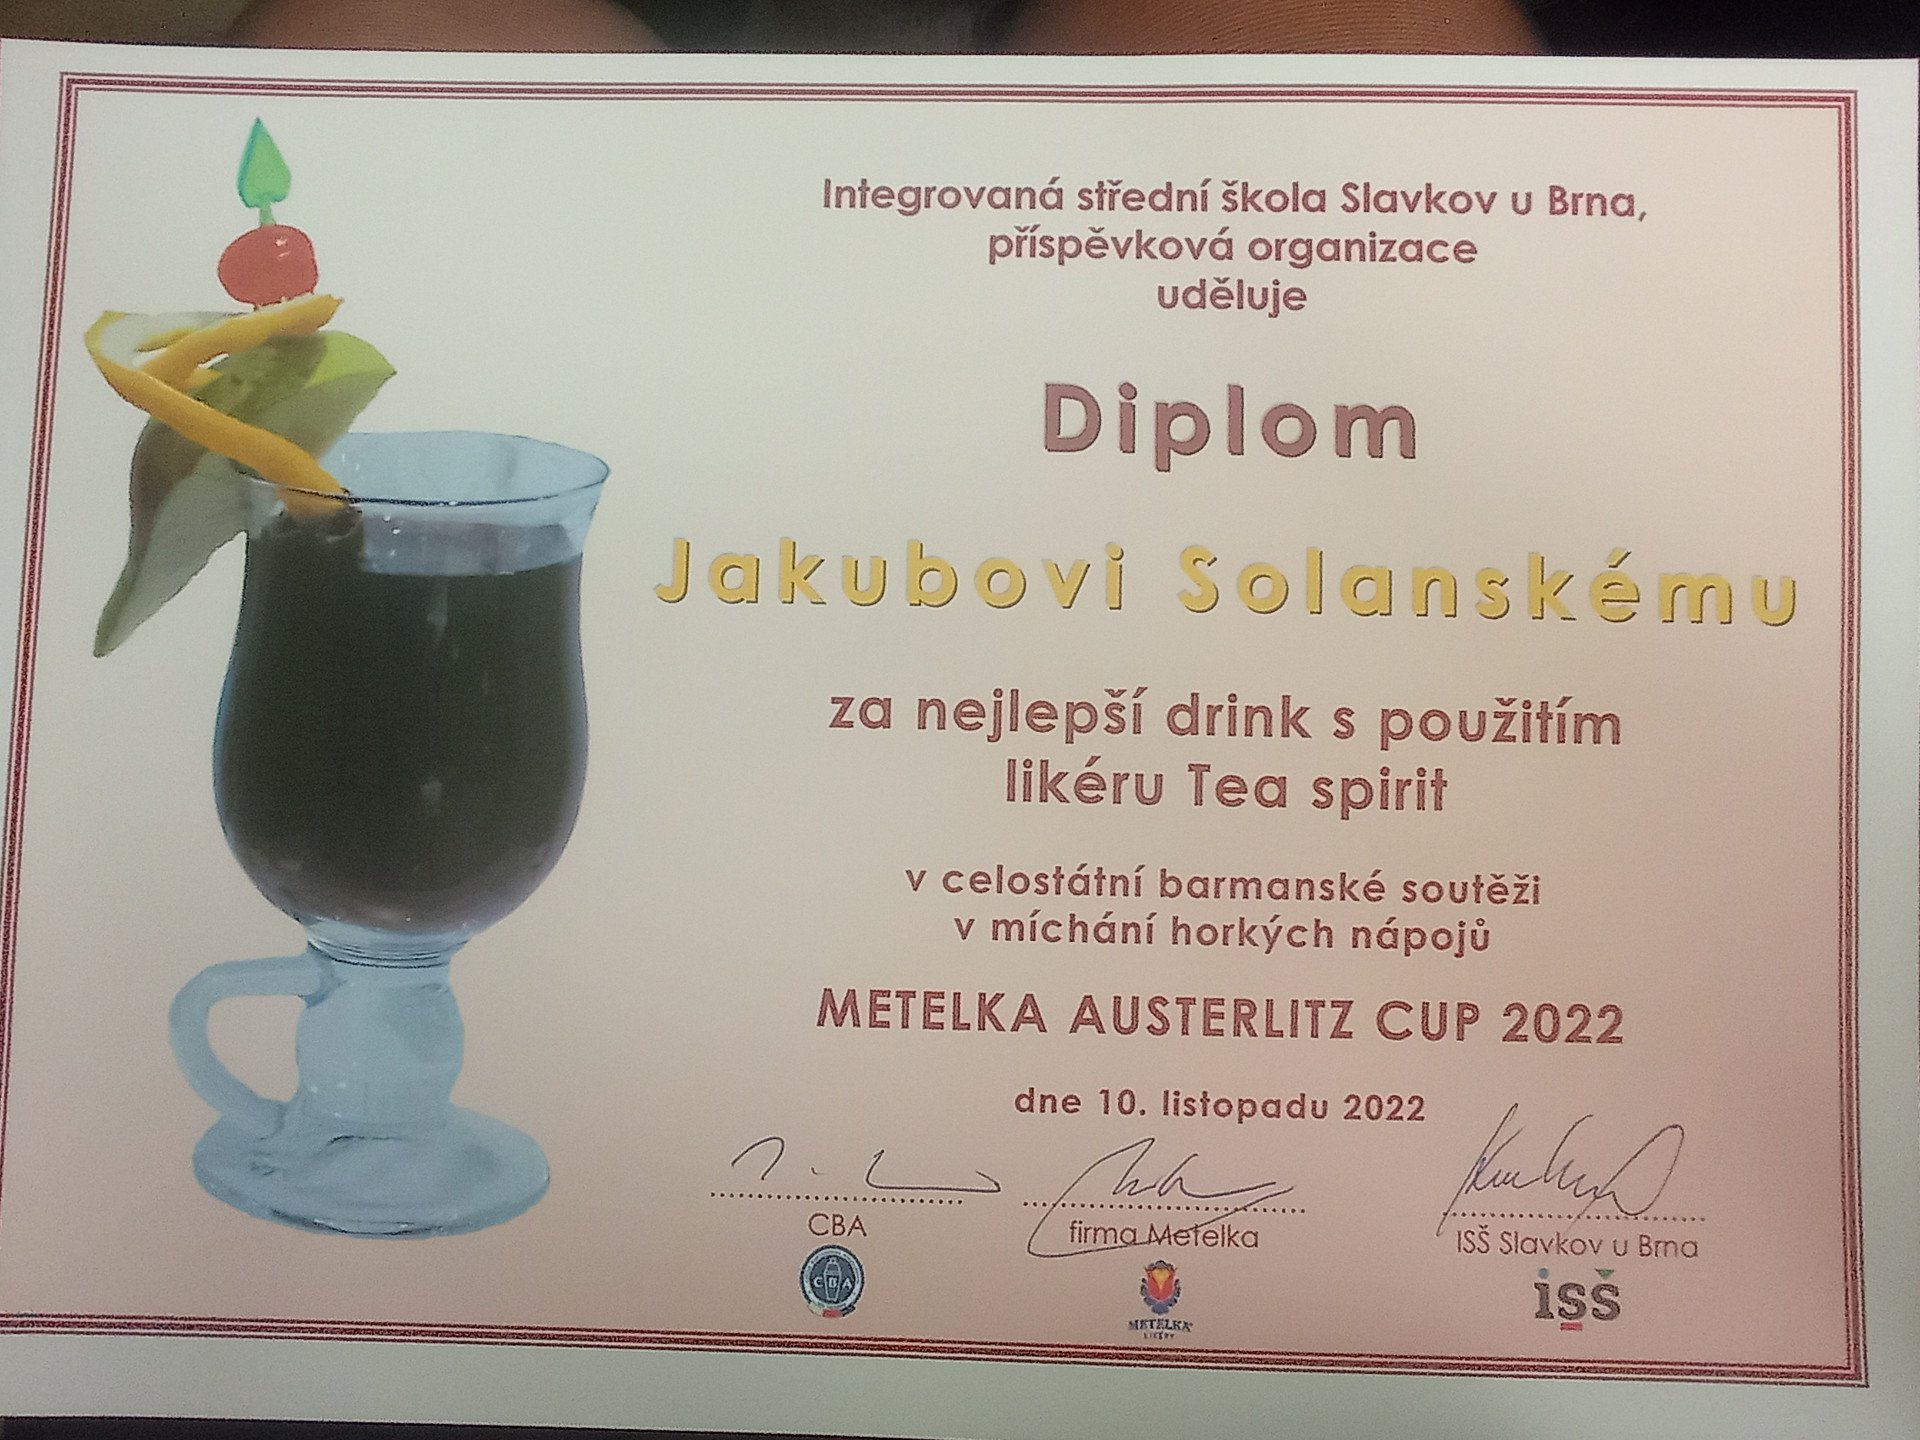 Integrovaná střední škola Slavkov u Brna,
příspěvková organizace
uděluje
Diplom
Jakubovi Solanskému
za nejlepší drink s použitím
likéru Tea spirit
v celostátní barmanské soutěži
v míchání horkých nápojů
METELKA AUSTERLITZ CUP 2022
dne 10. listopadu 2022
CBA
firma Metelka
ISŠ Slavkov u Brna
CBA
METELKA
LIKÉRY
isš